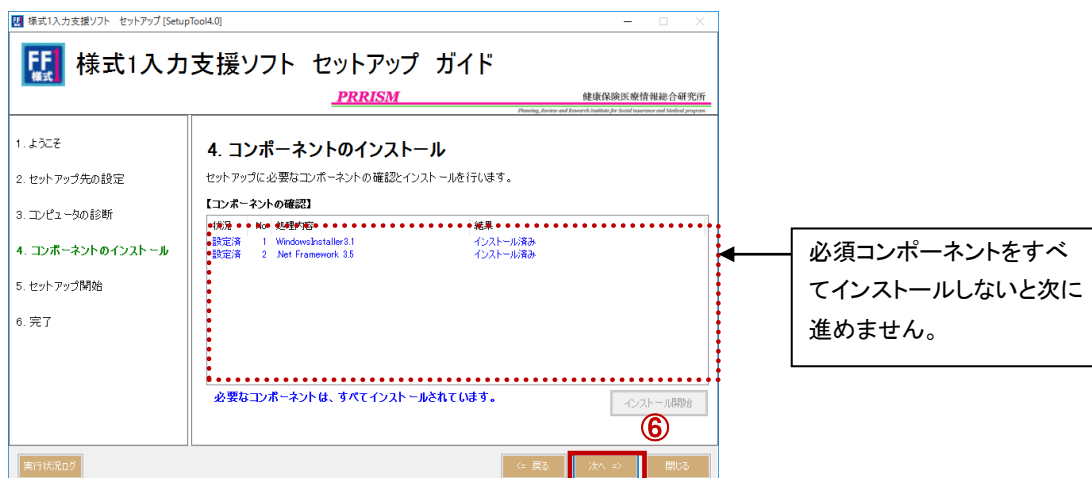 様式1入力支援ソフト セットアップ [SetupTool4.0]
FF1
様式
様式1入力支援ソフト セットアップ ガイド
PRRISM
健康保険医療情報総合研究所
Planning, Review and Research Institute for Social insurance and Medical program
1. ようこそ
2. セットアップ先の設定
3. コンピュータの診断
4. コンポーネントのインストール
5. セットアップ開始
6. 完了
4. コンポーネントのインストール
セットアップに必要なコンポーネントの確認とインストールを行います。
【コンポーネントの確認】
状況 No 処理内容 結果
設定済 1 WindowsInstaller3.1 インストール済み
設定済 2 .Net Framework 3.5 インストール済み
必要なコンポーネントは、すべてインストールされています。
インストール開始
⑥
実行状況ログ
<= 戻る
次へ =>
閉じる
必須コンポーネントをすべ
てインストールしないと次に
進めません。